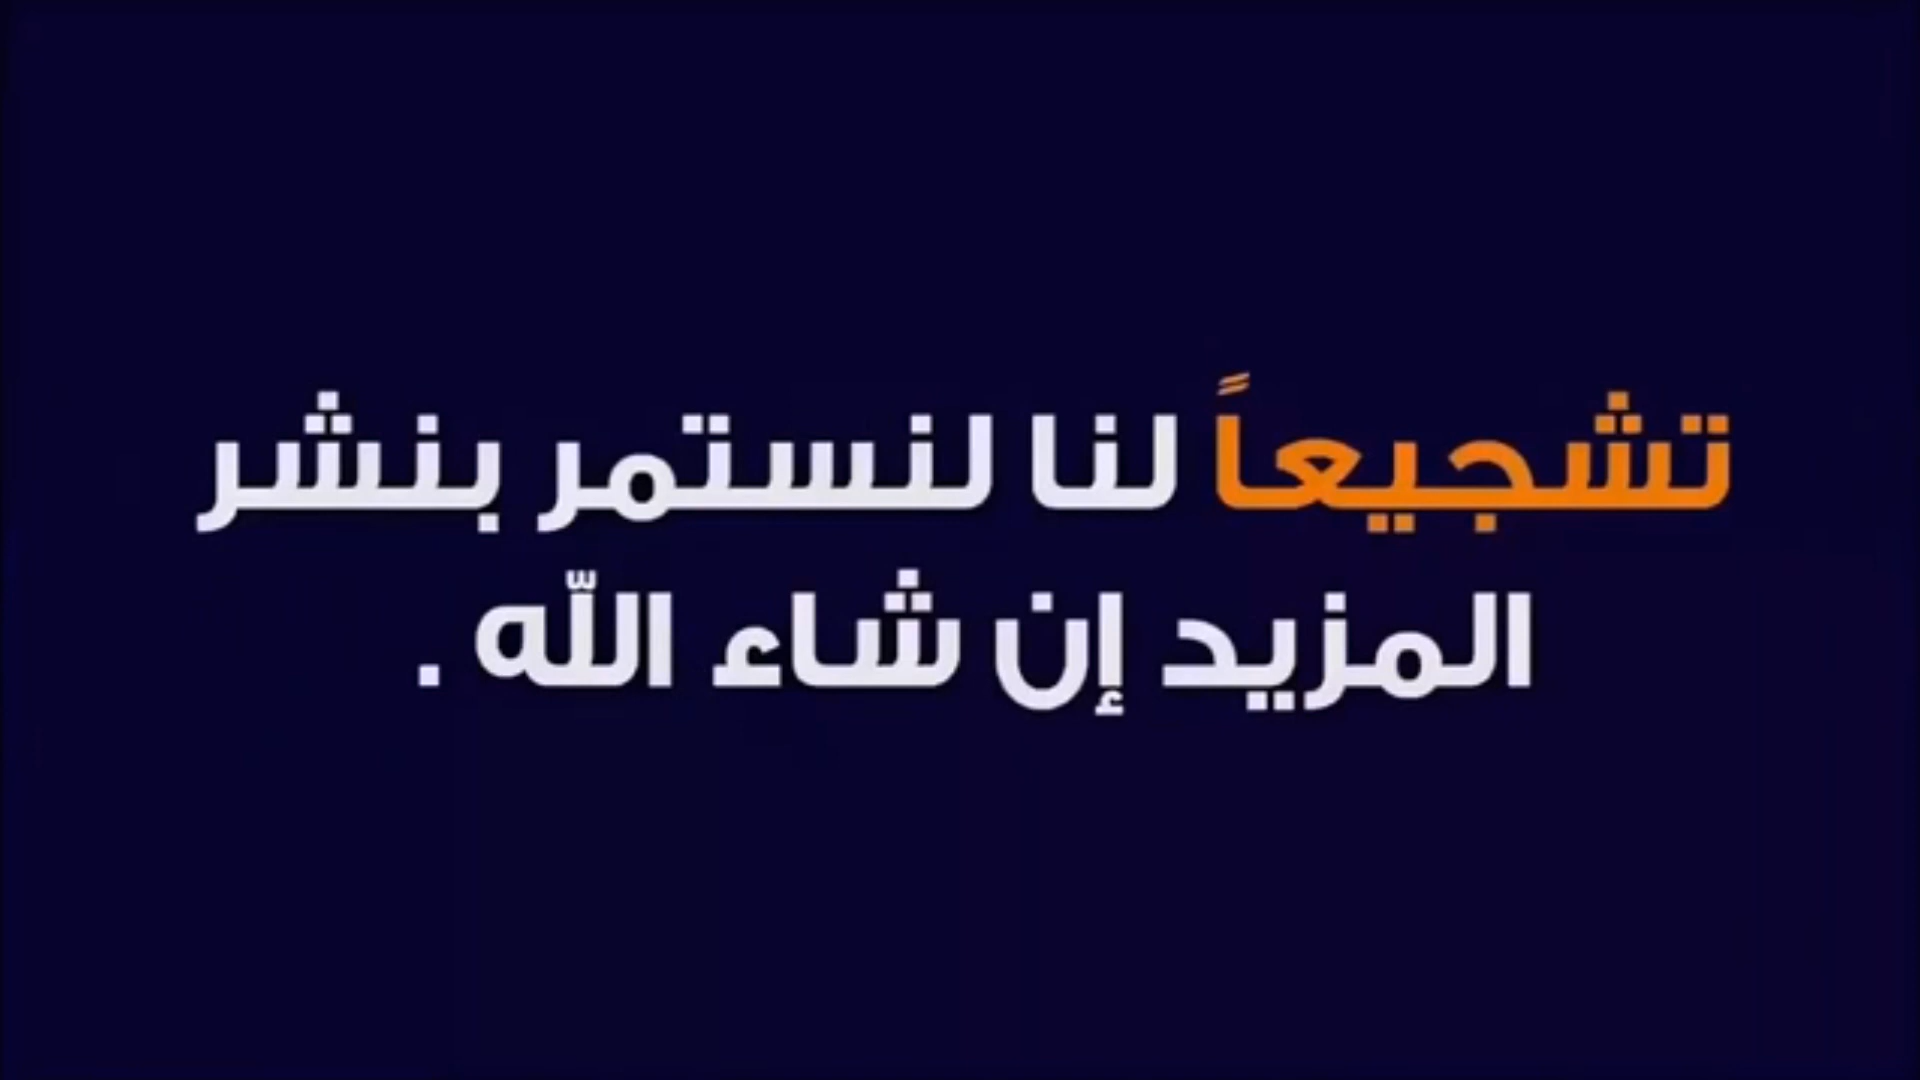 تشجيعاً لنا لنستمر بنشر
المزيد إن شاء اللّه .